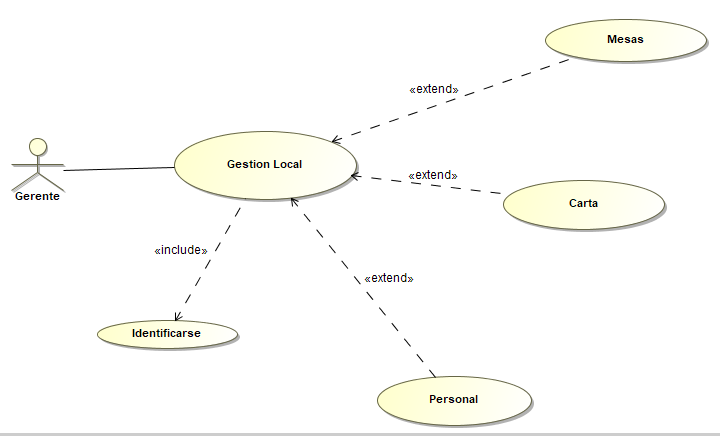 Mesas
«extend»
Gestion Local
«extend»
Gerente
Carta
«include»
«extend»
Identificarse
Personal